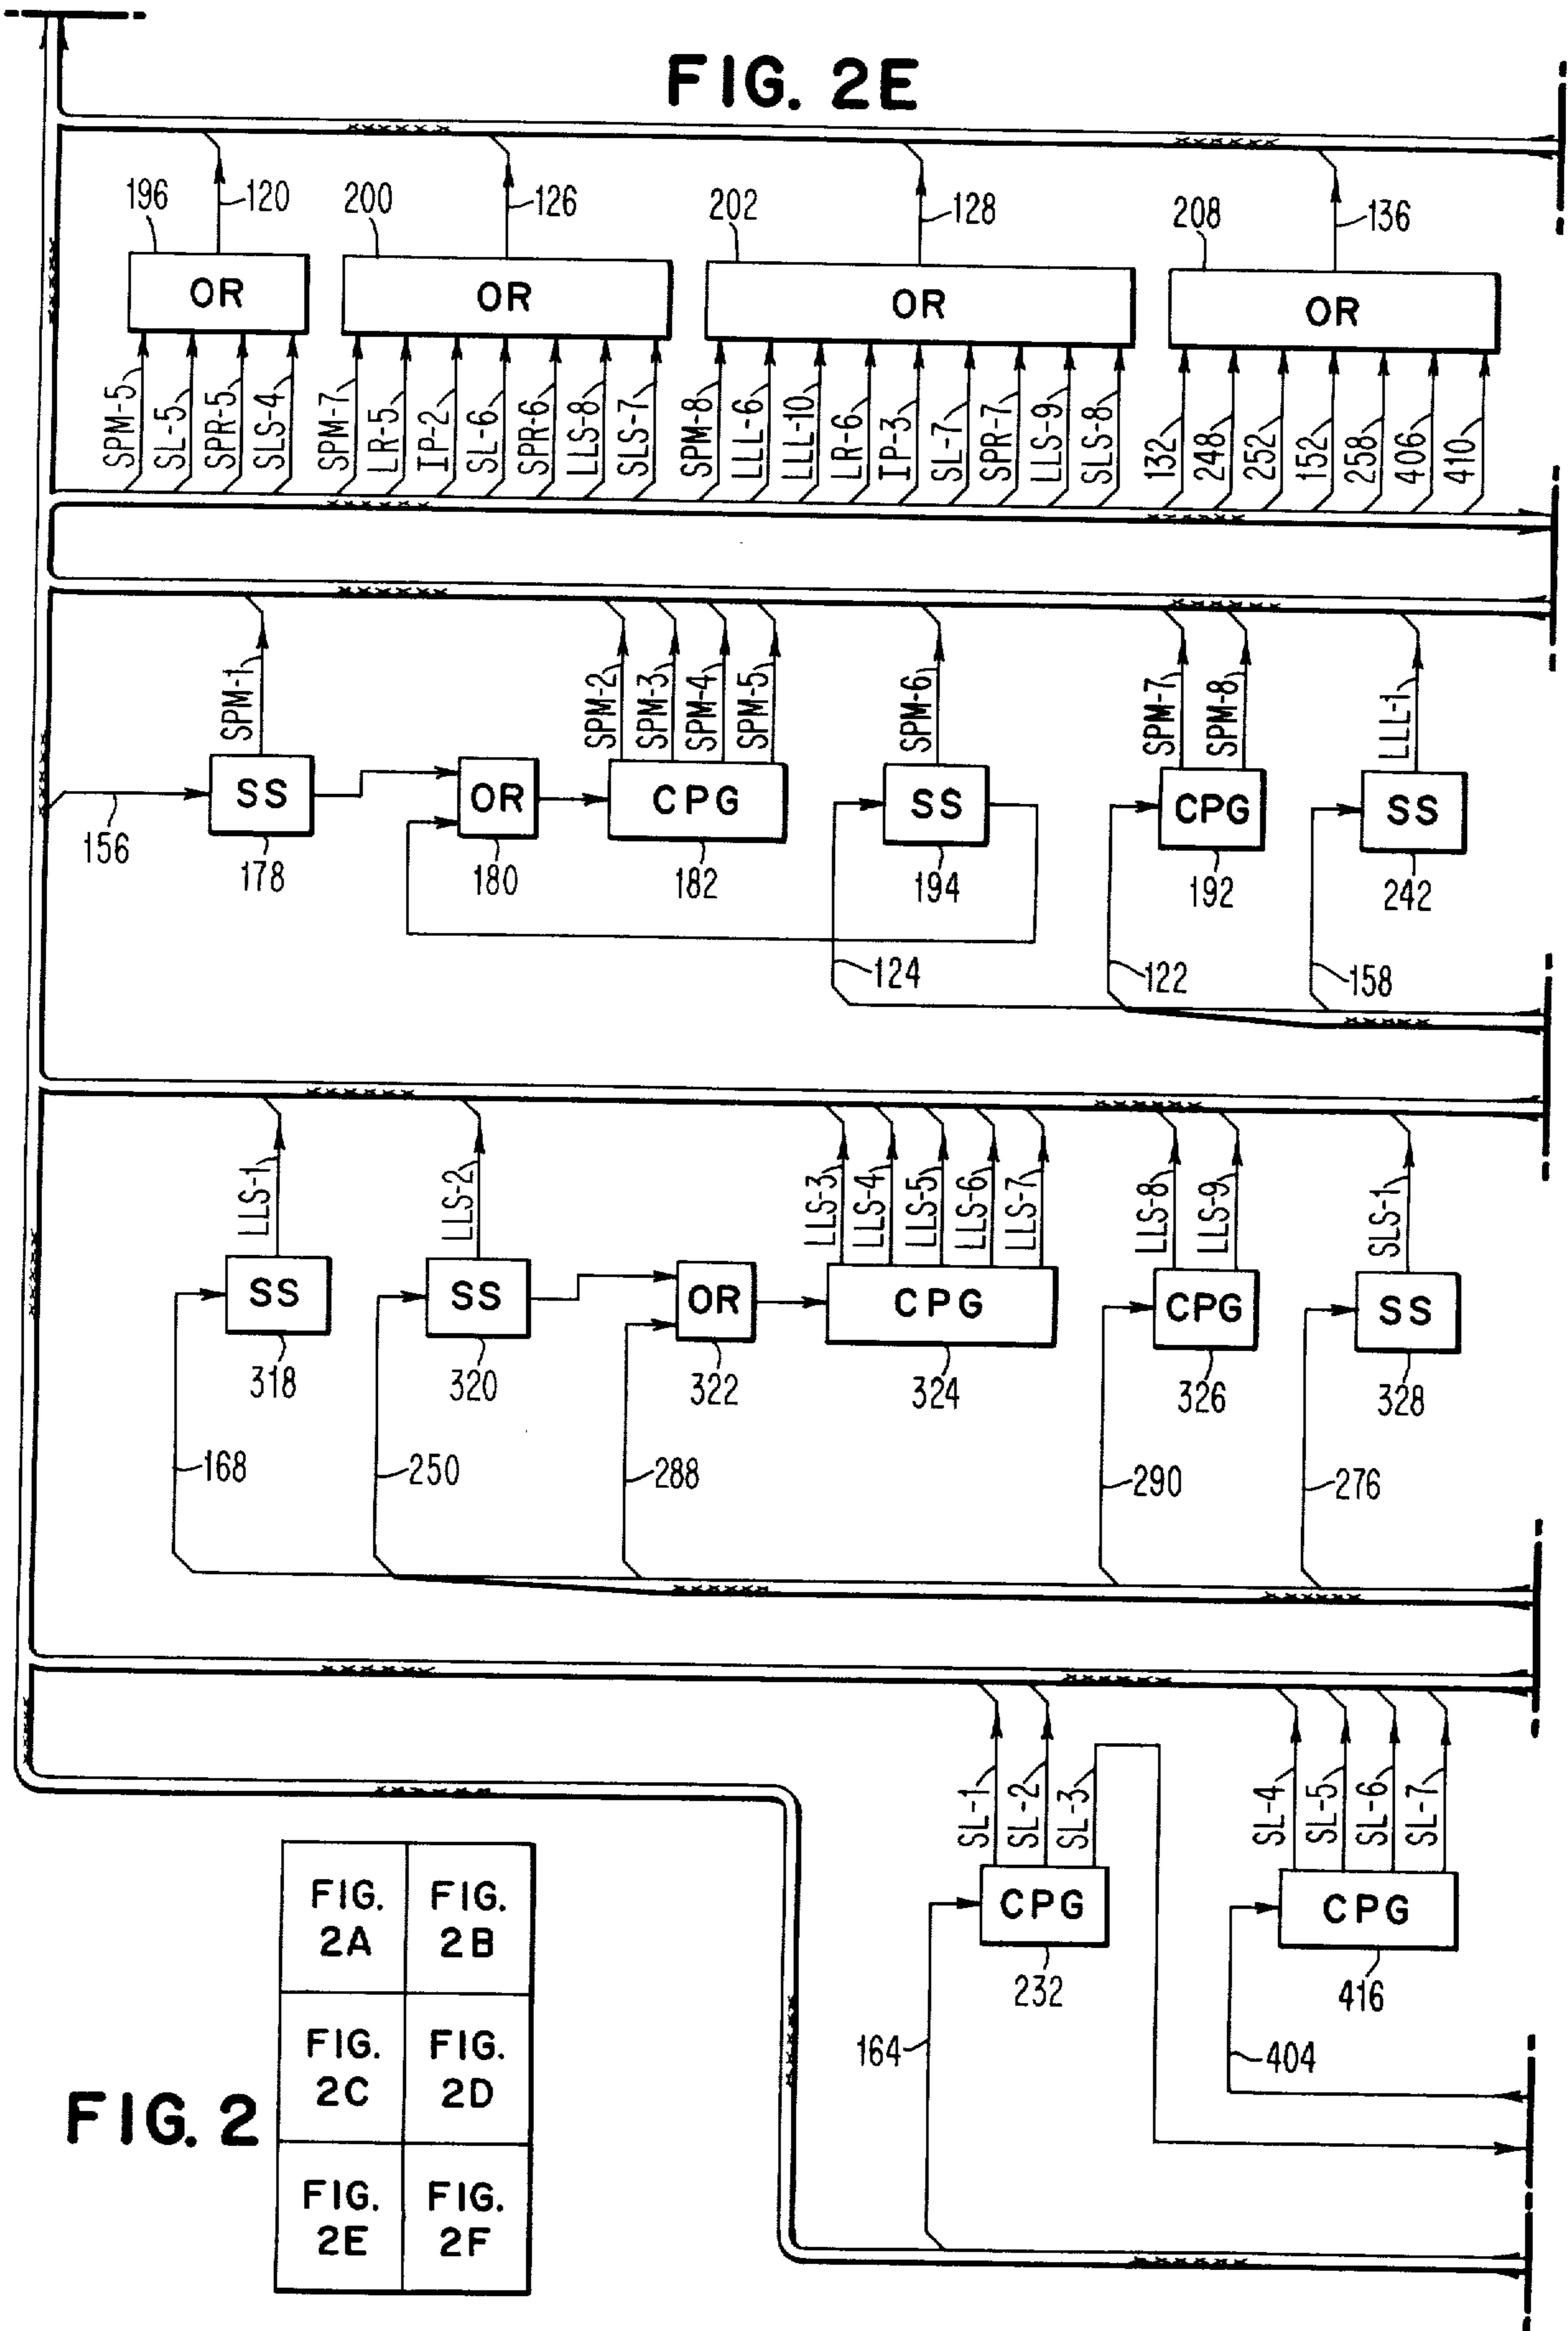 FIG. 2E
196 120 200 126 202 128 208 136
OR OR OR OR
SPM-5 SL-5 SPR-5 SLS-4 SPM-7 LR-5 IP-2 SL-6 SPR-6 LLS-8 SLS-7 SPM-8 LLL-6 LLL-10 LR-6 IP-3 SL-7 SPR-7 LLS-9 SLS-8 132 248 252 152 258 406 410
SPM-1 SPM-2 SPM-3 SPM-4 SPM-5 SPM-6 SPM-7 SPM-8 LLL-1
SS OR CPG SS CPG SS
156 178 180 182 194 192 242
124 122 158
LLS-1 LLS-2 LLS-3 LLS-4 LLS-5 LLS-6 LLS-7 LLS-8 LLS-9 SLS-1
SS SS OR CPG CPG SS
318 320 322 324 326 328
168 250 288 290 276
SL-1 SL-2 SL-3 SL-4 SL-5 SL-6 SL-7
CPG CPG
232 416
164 404
FIG. 2
FIG. 2A
FIG. 2B
FIG. 2C
FIG. 2D
FIG. 2E
FIG. 2F